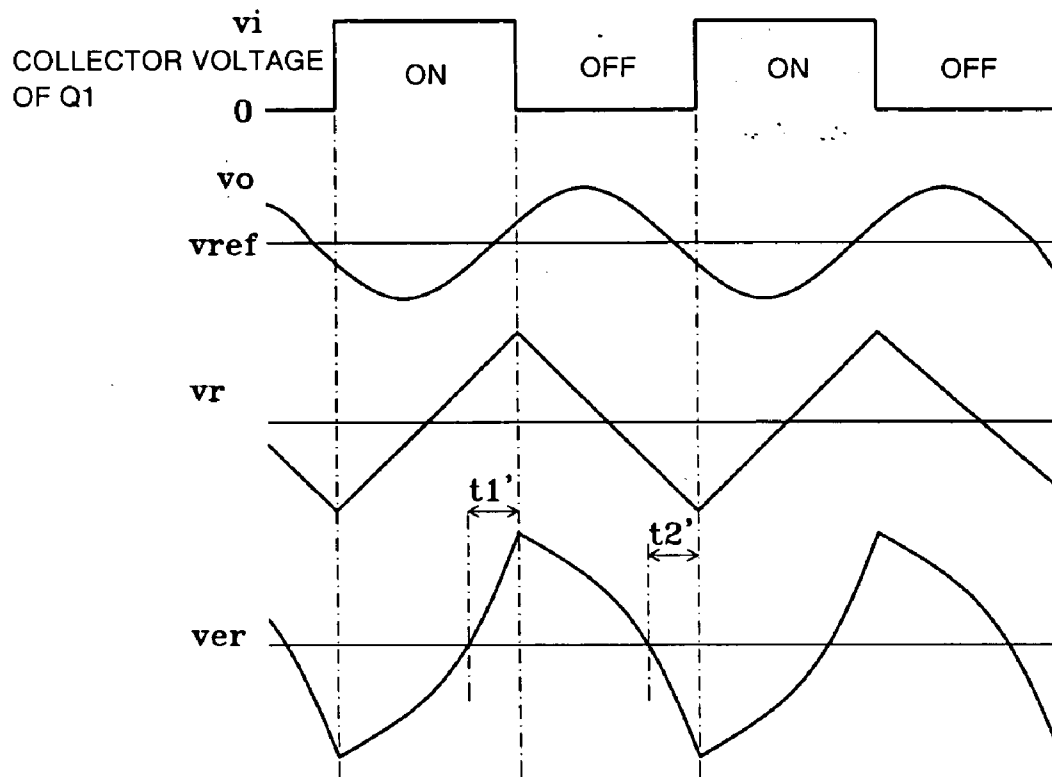 vi
COLLECTOR VOLTAGE
OF Q1
ON
OFF
ON
OFF
0
vo
vref
vr
t1'
t2'
ver